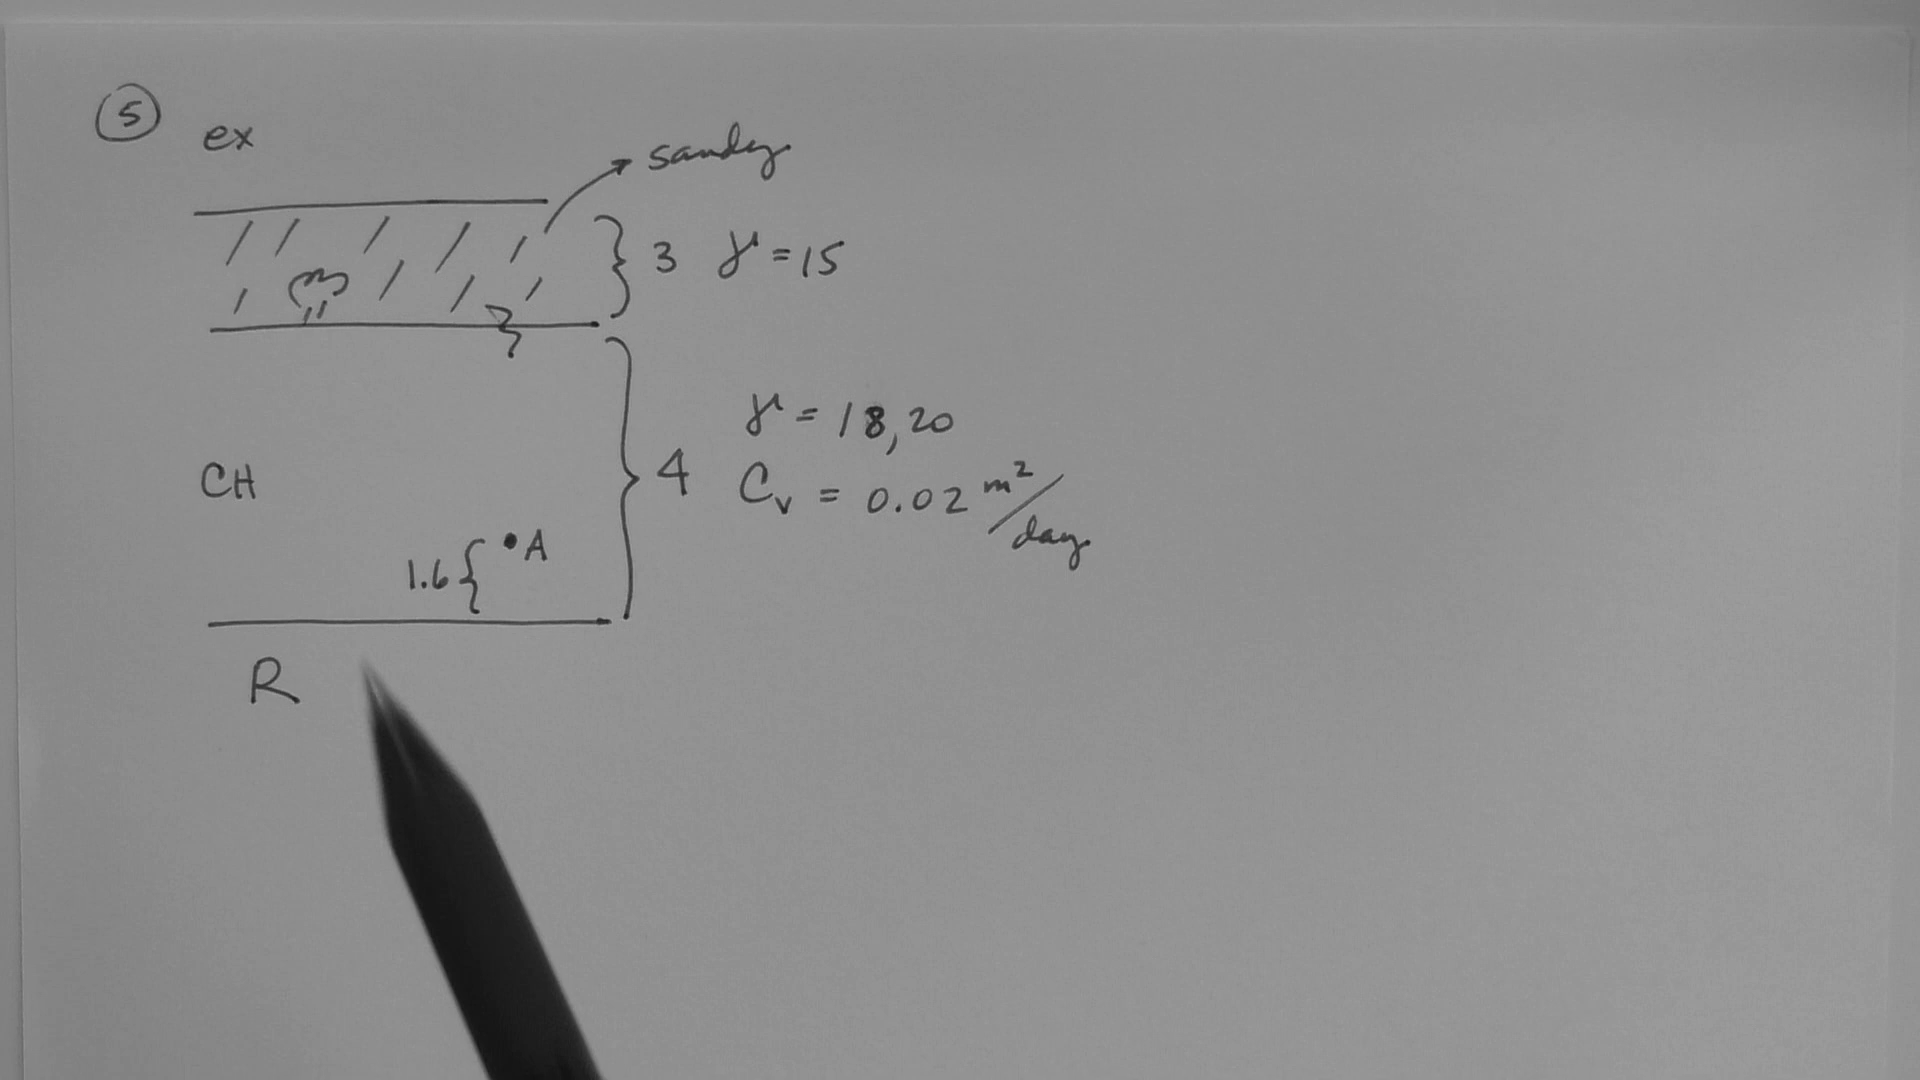 5 ex
sandy
3 γ = 15
γ = 18, 20
CH
4 Cv = 0.02 m²/day
1.6 { • A
R